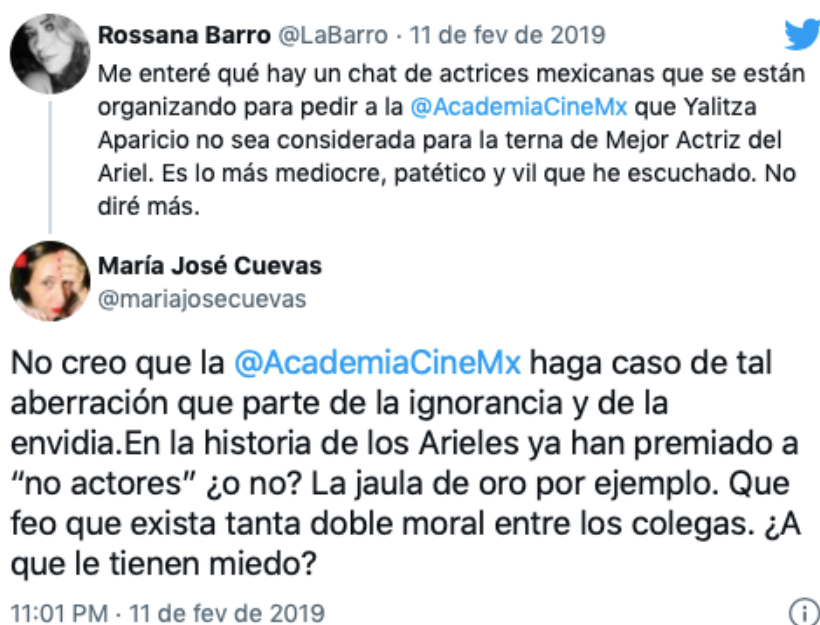 Rossana Barro @LaBarro · 11 de fev de 2019
Me enteré qué hay un chat de actrices mexicanas que se están
organizando para pedir a la @AcademiaCineMx que Yalitza
Aparicio no sea considerada para la terna de Mejor Actriz del
Ariel. Es lo más mediocre, patético y vil que he escuchado. No
diré más.
María José Cuevas
@mariajosecuevas
No creo que la @AcademiaCineMx haga caso de tal
aberración que parte de la ignorancia y de la
envidia.En la historia de los Arieles ya han premiado a
“no actores” ¿o no? La jaula de oro por ejemplo. Que
feo que exista tanta doble moral entre los colegas. ¿A
que le tienen miedo?
11:01 PM · 11 de fev de 2019